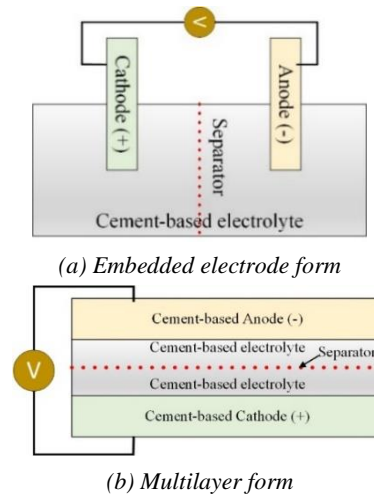 V
Cathode (+)
Separator
Anode (-)
Cement-based electrolyte
(a) Embedded electrode form
V
Cement-based Anode (-)
Cement-based electrolyte
Separator
Cement-based electrolyte
Cement-based Cathode (+)
(b) Multilayer form